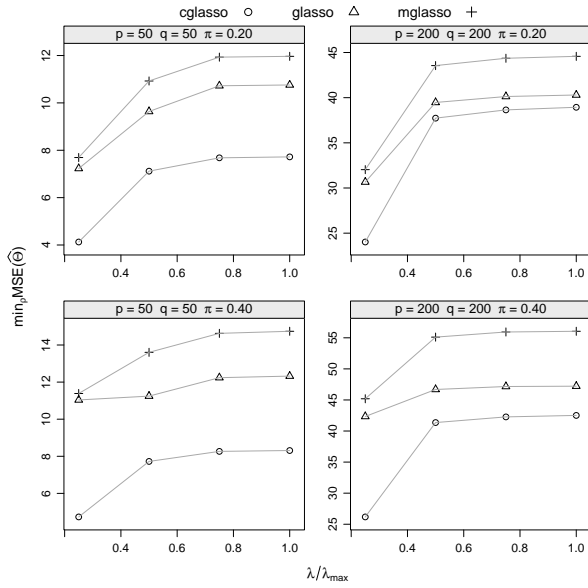 cglasso glasso mglasso
p = 50 q = 50 π = 0.20
p = 200 q = 200 π = 0.20
4 6 8 10 12
25 30 35 40 45
0.4 0.6 0.8 1.0
0.4 0.6 0.8 1.0
p = 50 q = 50 π = 0.40
p = 200 q = 200 π = 0.40
6 8 10 12 14
25 30 35 40 45 50 55
0.4 0.6 0.8 1.0
0.4 0.6 0.8 1.0
minρMSE(Θ̂)
λ/λmax